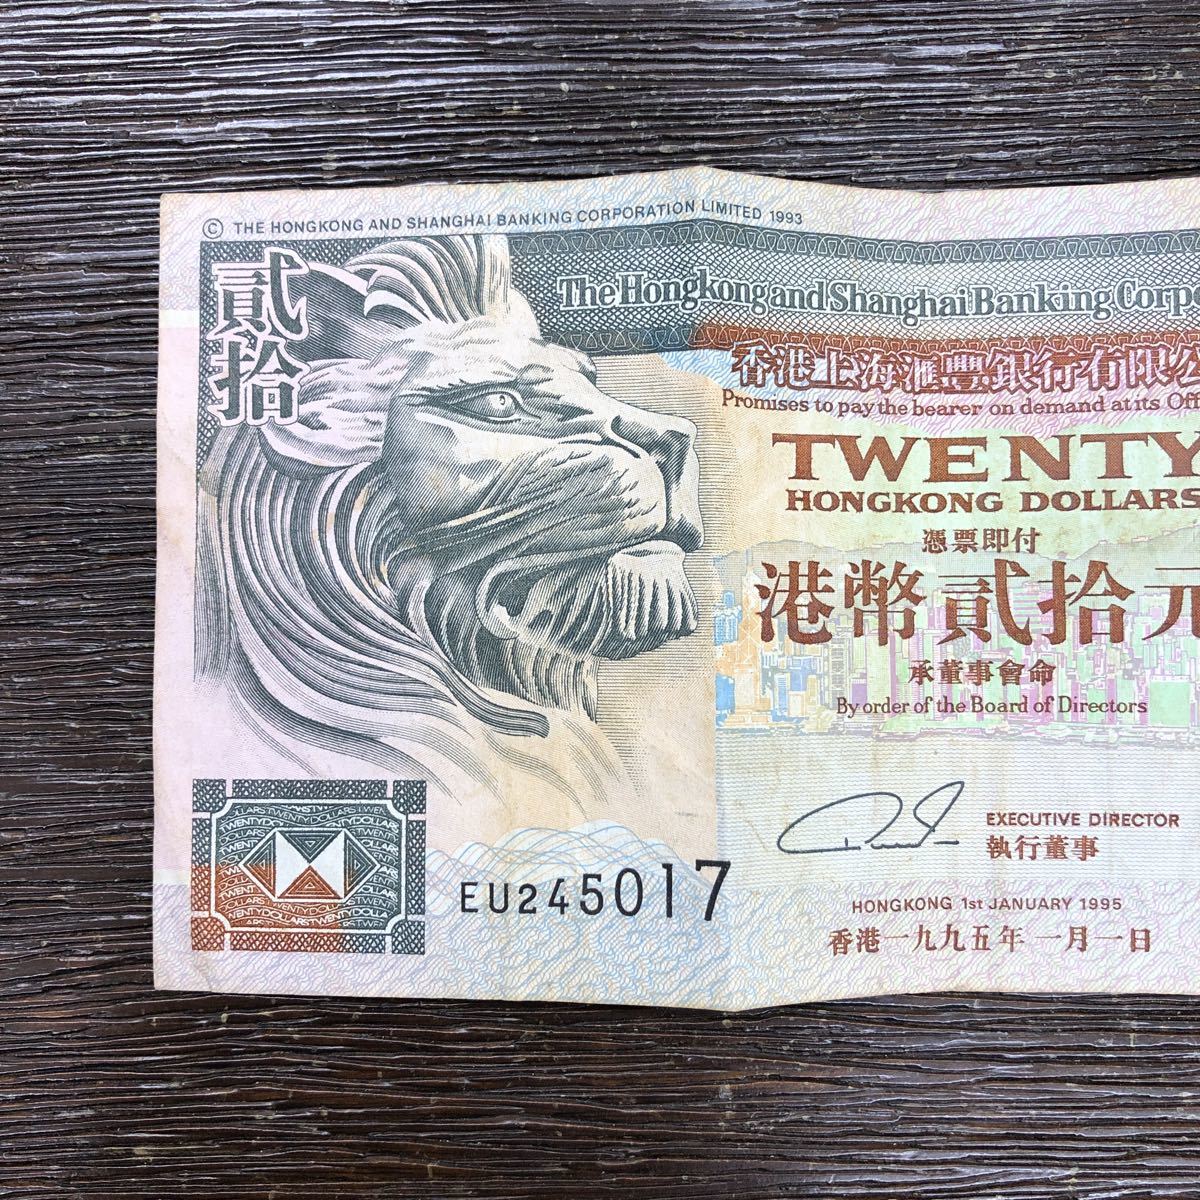 © THE HONGKONG AND SHANGHAI BANKING CORPORATION LIMITED 1993
貳拾
The Hongkong and Shanghai Banking Corpo
香港上海滙豐銀行有限公
Promises to pay the bearer on demand at its Off
TWENTY
HONGKONG DOLLARS
憑票即付
港幣貳拾元
承董事會命
By order of the Board of Directors
EXECUTIVE DIRECTOR
執行董事
EU245017
HONGKONG 1st JANUARY 1995
香港一九九五年 一月一日